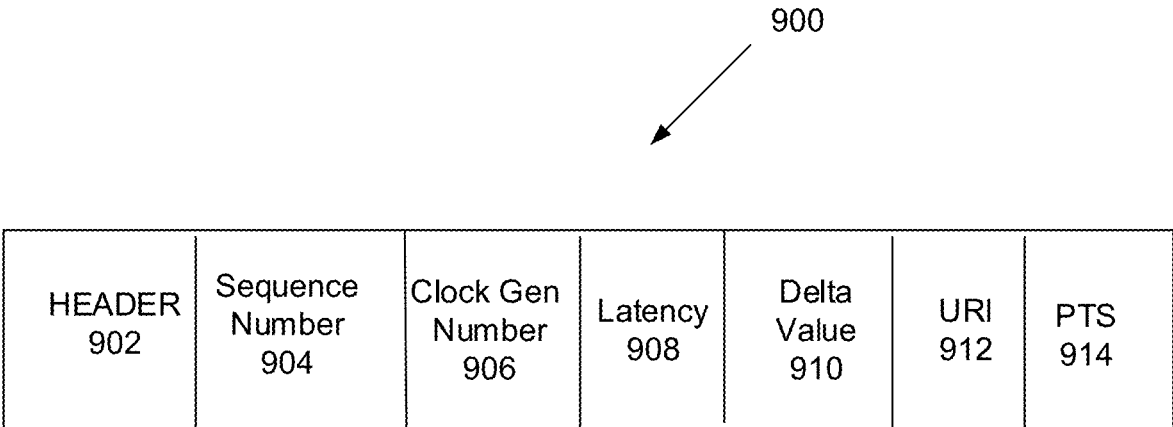 900
HEADER
902
Sequence
Number
904
Clock Gen
Number
906
Latency
908
Delta
Value
910
URI
912
PTS
914